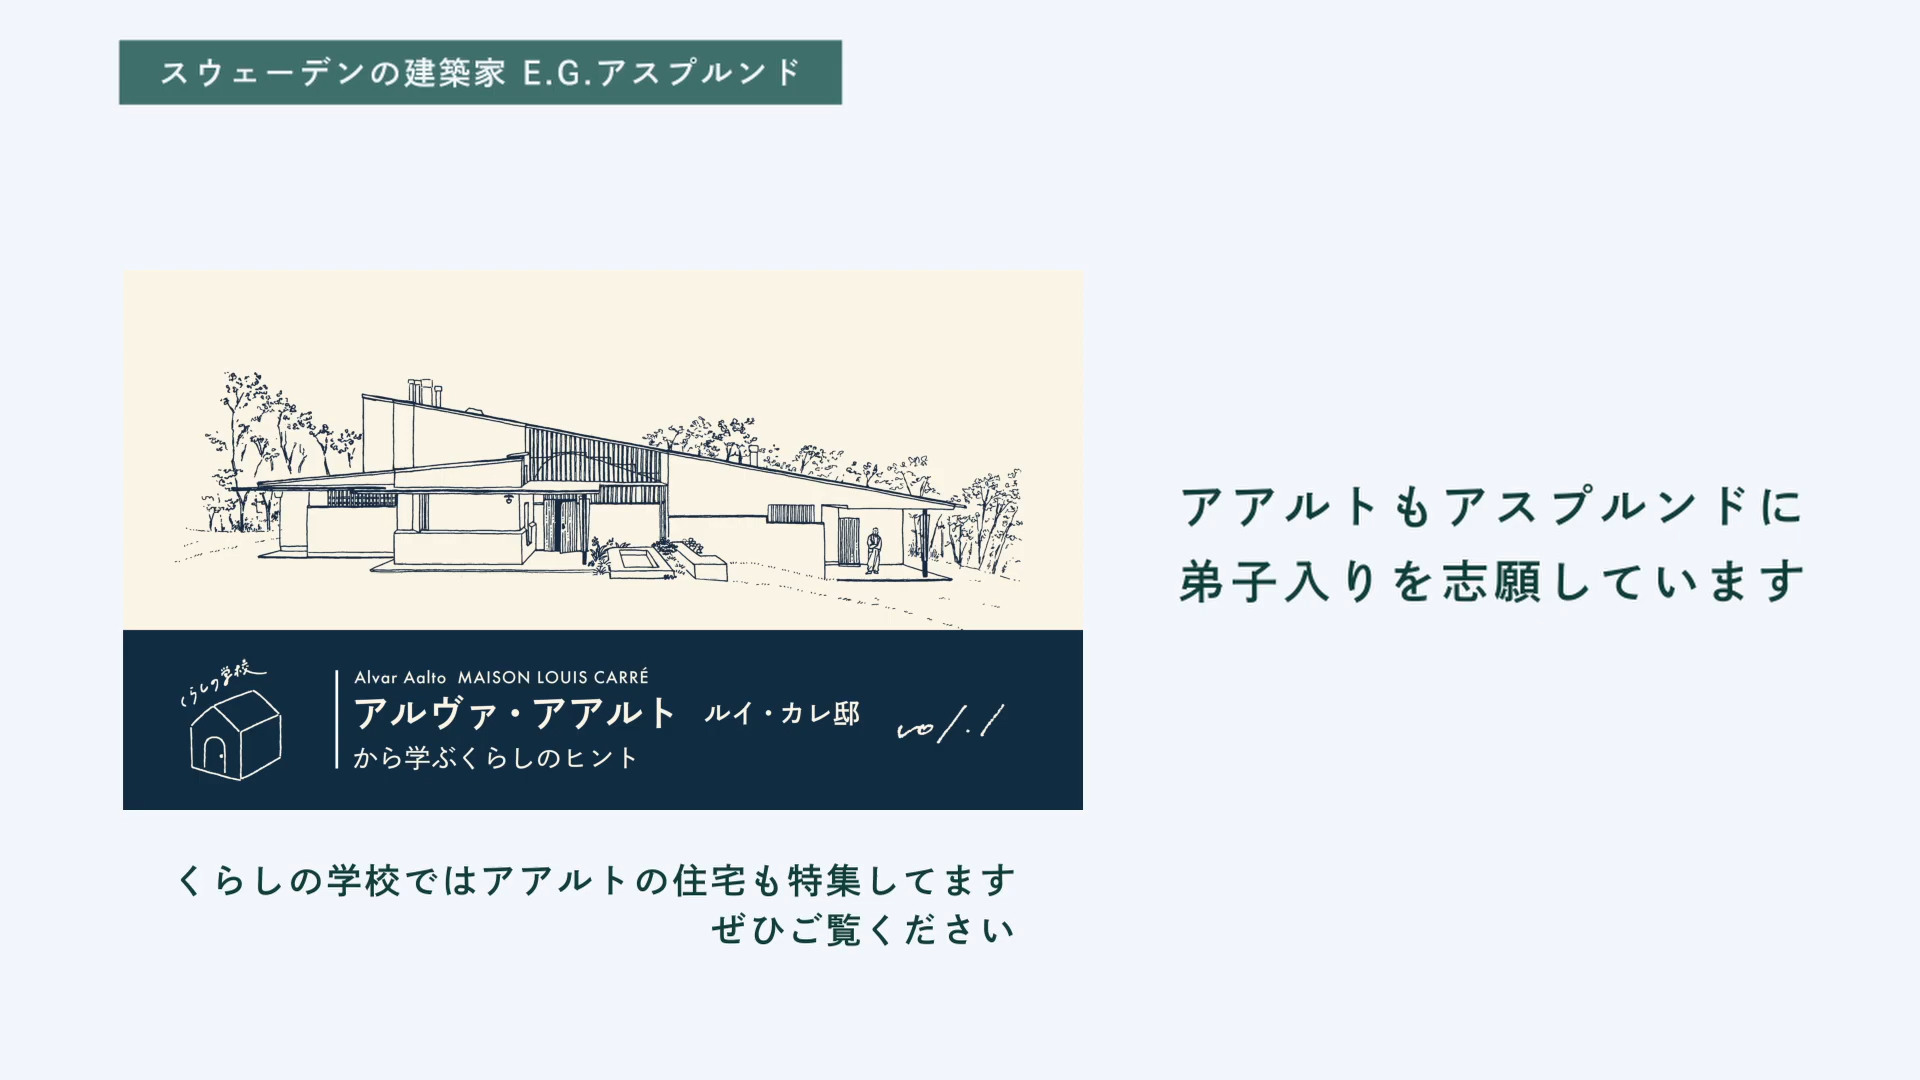 スウェーデンの建築家 E.G.アスプルンド
アアルトもアスプルンドに
弟子入りを志願しています
くらしの学校
Alvar Aalto MAISON LOUIS CARRÉ
アルヴァ・アアルト ルイ・カレ邸
から学ぶくらしのヒント
vol.1
くらしの学校ではアアルトの住宅も特集してます
ぜひご覧ください